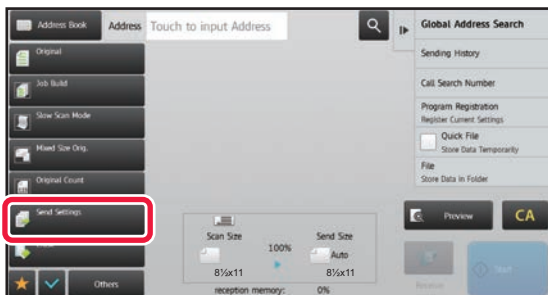 Address Book
Address
Touch to input Address
Global Address Search
Original
Sending History
Job Build
Call Search Number
Slow Scan Mode
Program Registration
Register Current Settings
Mixed Size Orig.
Quick File
Store Data Temporarily
Original Count
File
Store Data in Folder
Send Settings
Preview
CA
Scan Size
100%
Send Size
Auto
8½x11
8½x11
Start
Others
reception memory:
0%